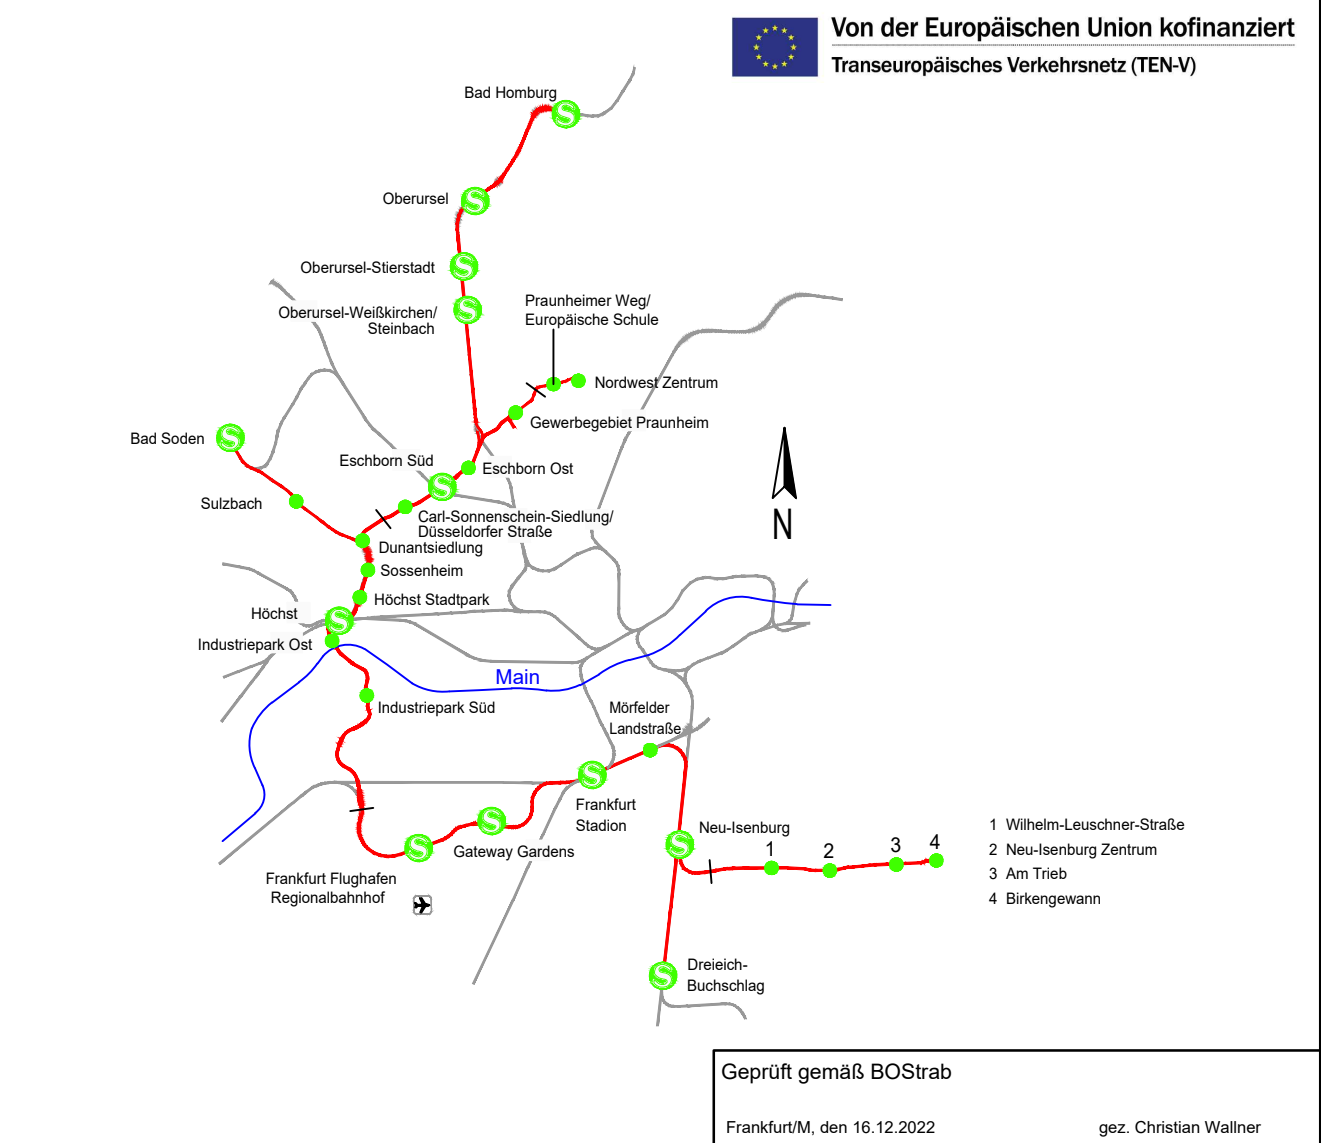 Von der Europäischen Union kofinanziert
Transeuropäisches Verkehrsnetz (TEN-V)
Bad Homburg
S
Oberursel
S
Oberursel-Stierstadt
S
Oberursel-Weißkirchen/
Steinbach
S
Praunheimer Weg/
Europäische Schule
Nordwest Zentrum
Gewerbegebiet Praunheim
Bad Soden
S
Eschborn Süd
S
Eschborn Ost
Sulzbach
Carl-Sonnenschein-Siedlung/
Düsseldorfer Straße
Dunantsiedlung
Sossenheim
Höchst Stadtpark
Höchst
S
Industriepark Ost
Main
Industriepark Süd
Mörfelder
Landstraße
S
Frankfurt
Stadion
S
Gateway Gardens
S
Frankfurt Flughafen
Regionalbahnhof
Neu-Isenburg
S
1
2
3
4
S
Dreieich-
Buchschlag
N
1 Wilhelm-Leuschner-Straße
2 Neu-Isenburg Zentrum
3 Am Trieb
4 Birkengewann
Geprüft gemäß BOStrab
Frankfurt/M, den 16.12.2022 gez. Christian Wallner